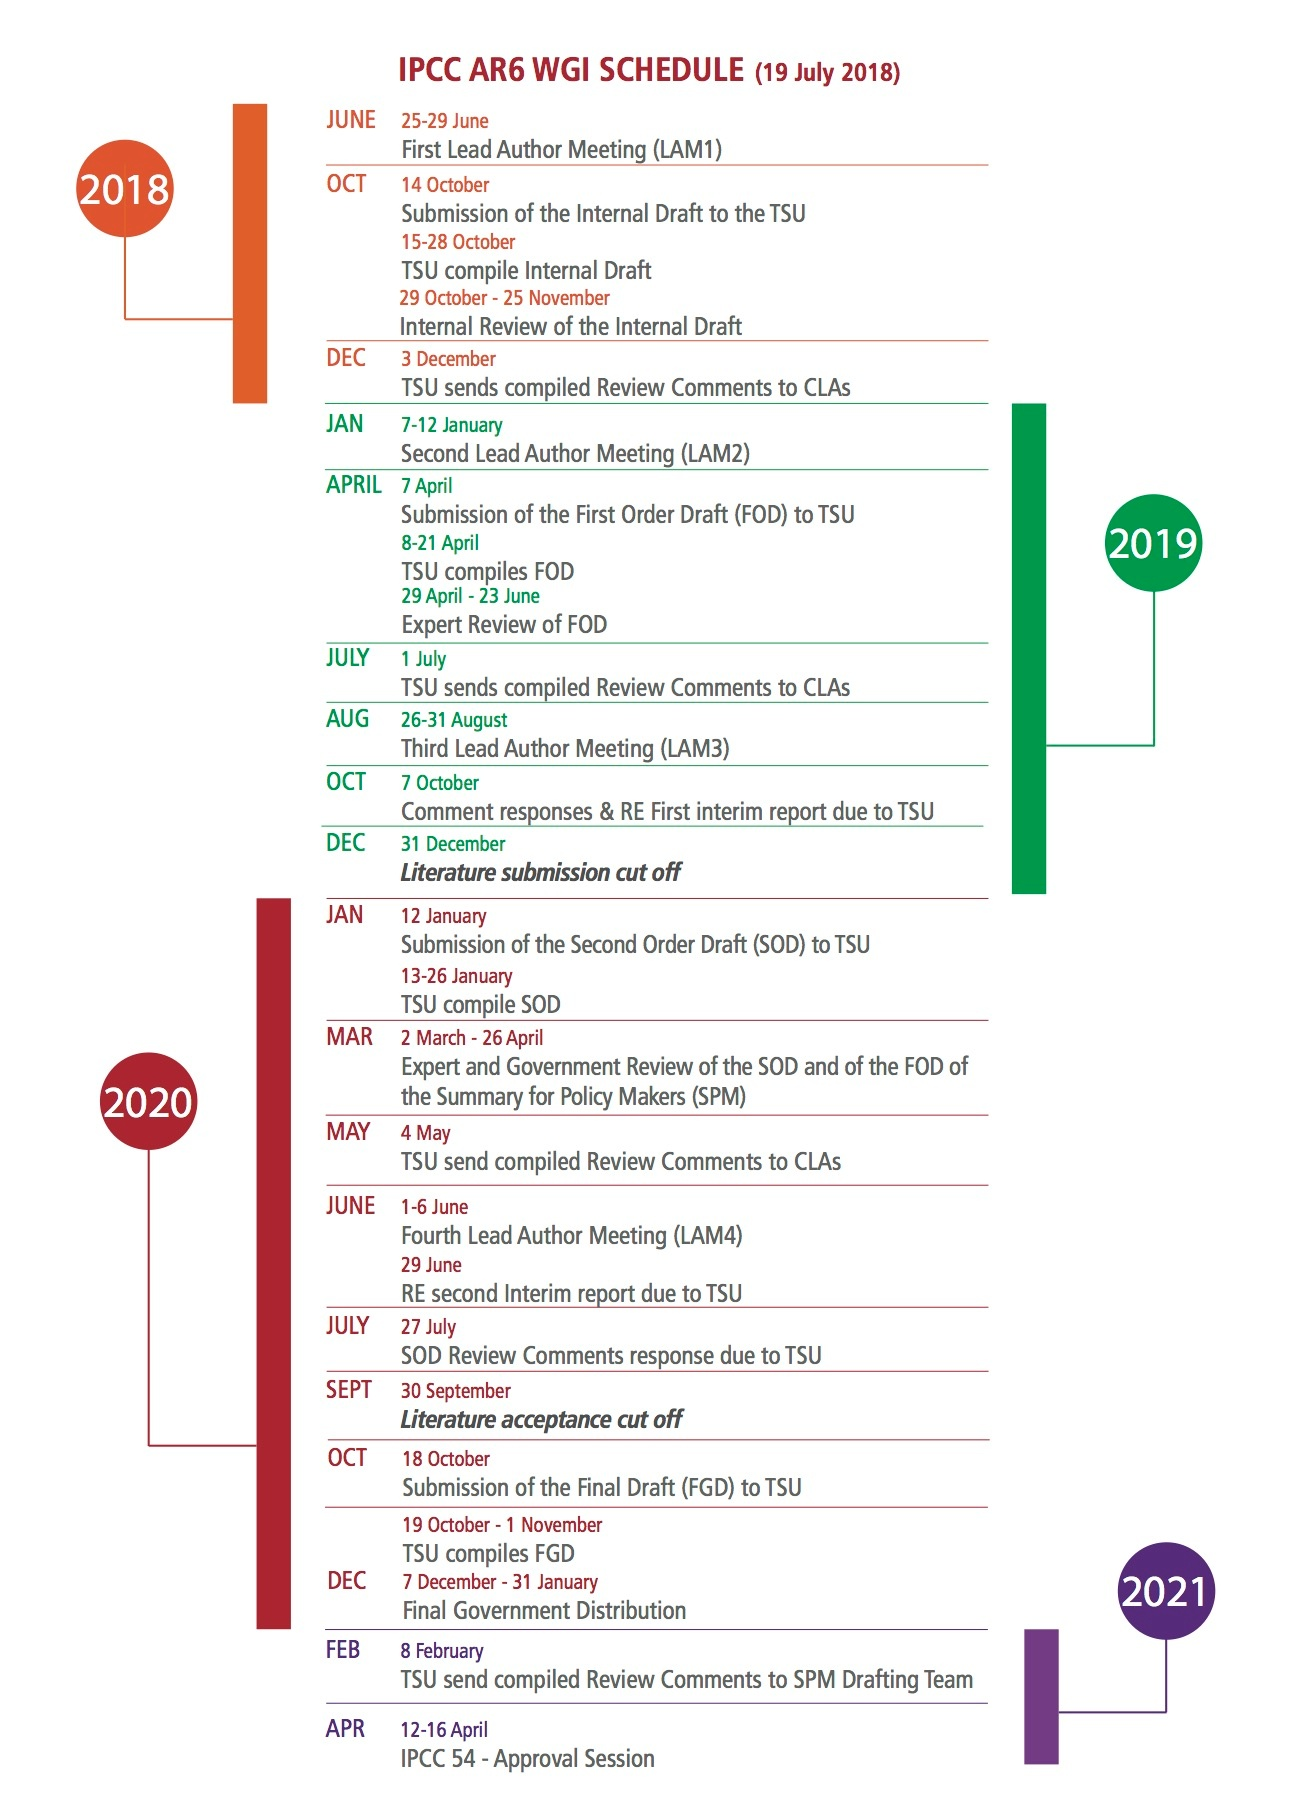 IPCC AR6 WGI SCHEDULE (19 July 2018)
2018
JUNE 25-29 June
First Lead Author Meeting (LAM1)
OCT 14 October
Submission of the Internal Draft to the TSU
15-28 October
TSU compile Internal Draft
29 October - 25 November
Internal Review of the Internal Draft
DEC 3 December
TSU sends compiled Review Comments to CLAs
2019
JAN 7-12 January
Second Lead Author Meeting (LAM2)
APRIL 7 April
Submission of the First Order Draft (FOD) to TSU
8-21 April
TSU compiles FOD
29 April - 23 June
Expert Review of FOD
JULY 1 July
TSU sends compiled Review Comments to CLAs
AUG 26-31 August
Third Lead Author Meeting (LAM3)
OCT 7 October
Comment responses & RE First interim report due to TSU
DEC 31 December
Literature submission cut off
2020
JAN 12 January
Submission of the Second Order Draft (SOD) to TSU
13-26 January
TSU compile SOD
MAR 2 March - 26 April
Expert and Government Review of the SOD and of the FOD of
the Summary for Policy Makers (SPM)
MAY 4 May
TSU send compiled Review Comments to CLAs
JUNE 1-6 June
Fourth Lead Author Meeting (LAM4)
29 June
RE second Interim report due to TSU
JULY 27 July
SOD Review Comments response due to TSU
SEPT 30 September
Literature acceptance cut off
OCT 18 October
Submission of the Final Draft (FGD) to TSU
19 October - 1 November
TSU compiles FGD
DEC 7 December - 31 January
Final Government Distribution
2021
FEB 8 February
TSU send compiled Review Comments to SPM Drafting Team
APR 12-16 April
IPCC 54 - Approval Session